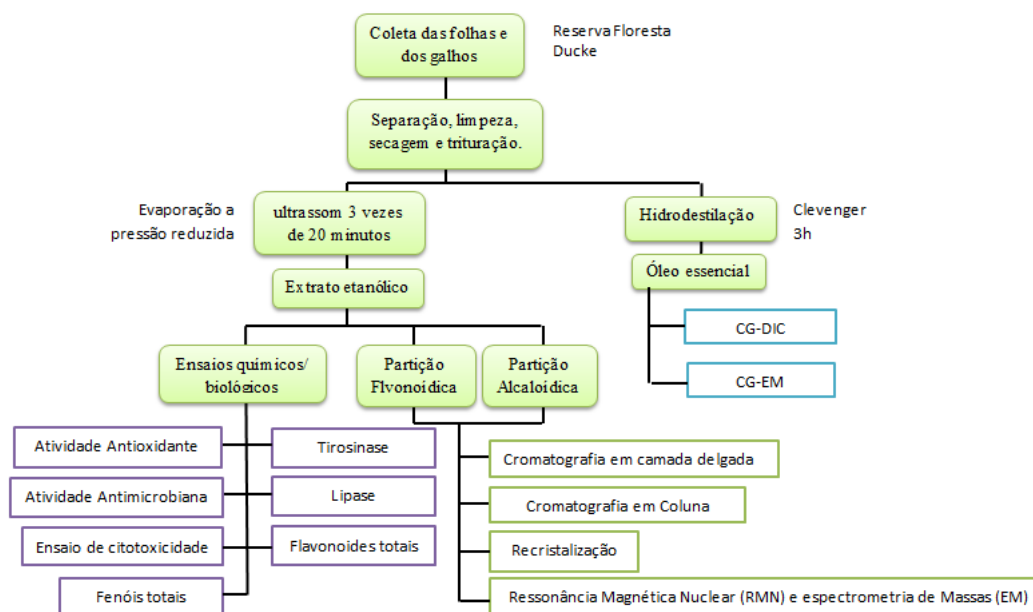 Coleta das folhas e
dos galhos
Reserva Floresta
Ducke
Separação, limpeza,
secagem e trituração.
Evaporação a
pressão reduzida
ultrassom 3 vezes
de 20 minutos
Hidrodestilação
Clevenger
3h
Extrato etanólico
Óleo essencial
CG-DIC
CG-EM
Ensaios químicos/
biológicos
Partição
Flvonoídica
Partição
Alcaloídica
Atividade Antioxidante
Tirosinase
Atividade Antimicrobiana
Lipase
Ensaio de citotoxicidade
Flavonoides totais
Fenóis totais
Cromatografia em camada delgada
Cromatografia em Coluna
Recristalização
Ressonância Magnética Nuclear (RMN) e espectrometria de Massas (EM)